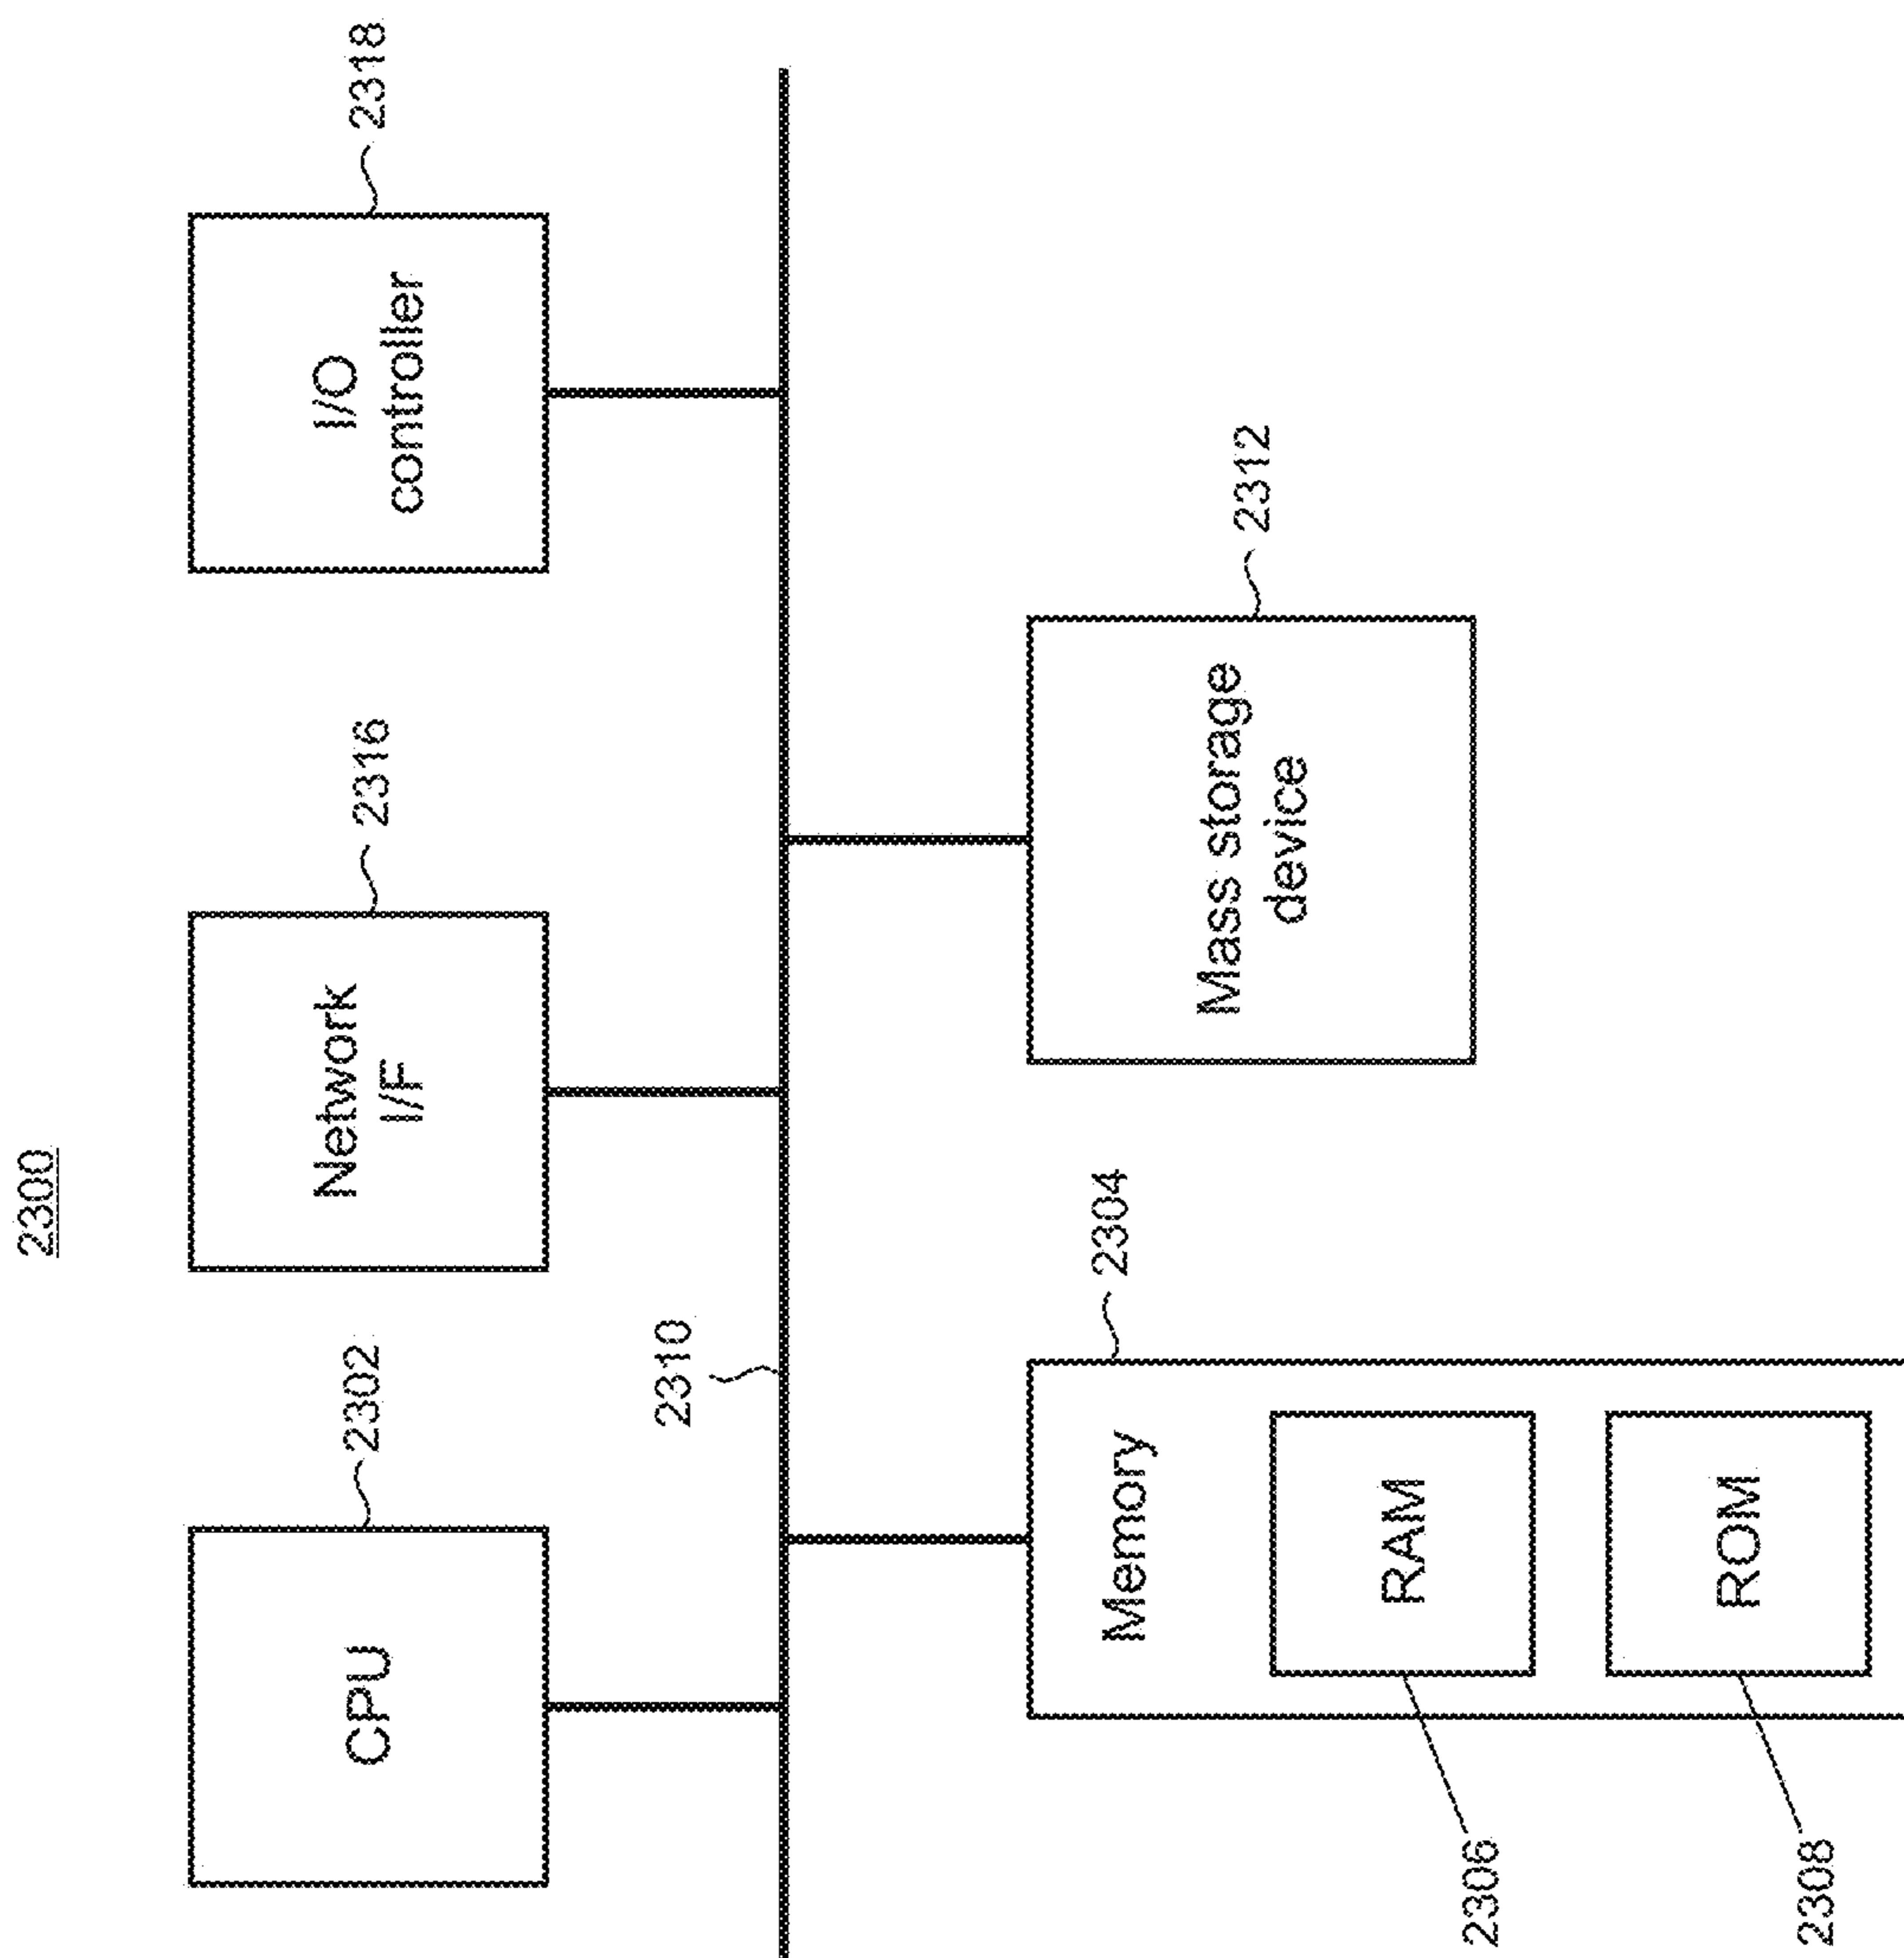 2300
2302
2316
2318
CPU
Network
I/F
I/O
controller
2310
2304
2312
Memory
RAM
ROM
Mass storage
device
2306
2308